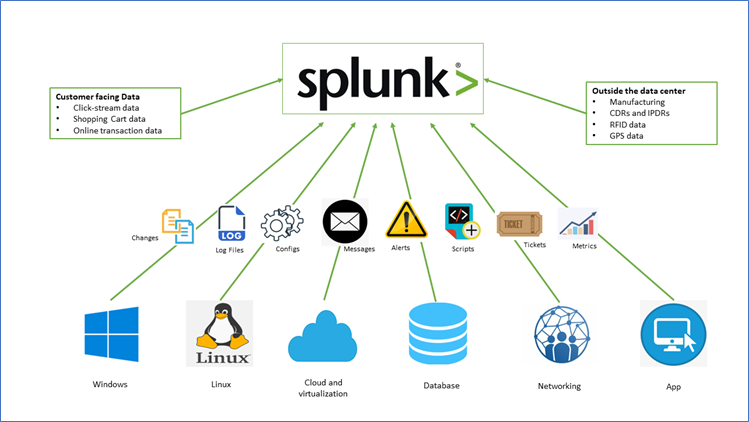 splunk>®
Customer facing Data
• Click-stream data
• Shopping Cart data
• Online transaction data
Outside the data center
• Manufacturing
• CDRs and IPDRs
• RFID data
• GPS data
Changes
LOG
Log Files
Configs
Messages
Alerts
</>
Scripts
TICKET
Tickets
Metrics
Linux
Windows
Linux
Cloud and
virtualization
Database
Networking
App